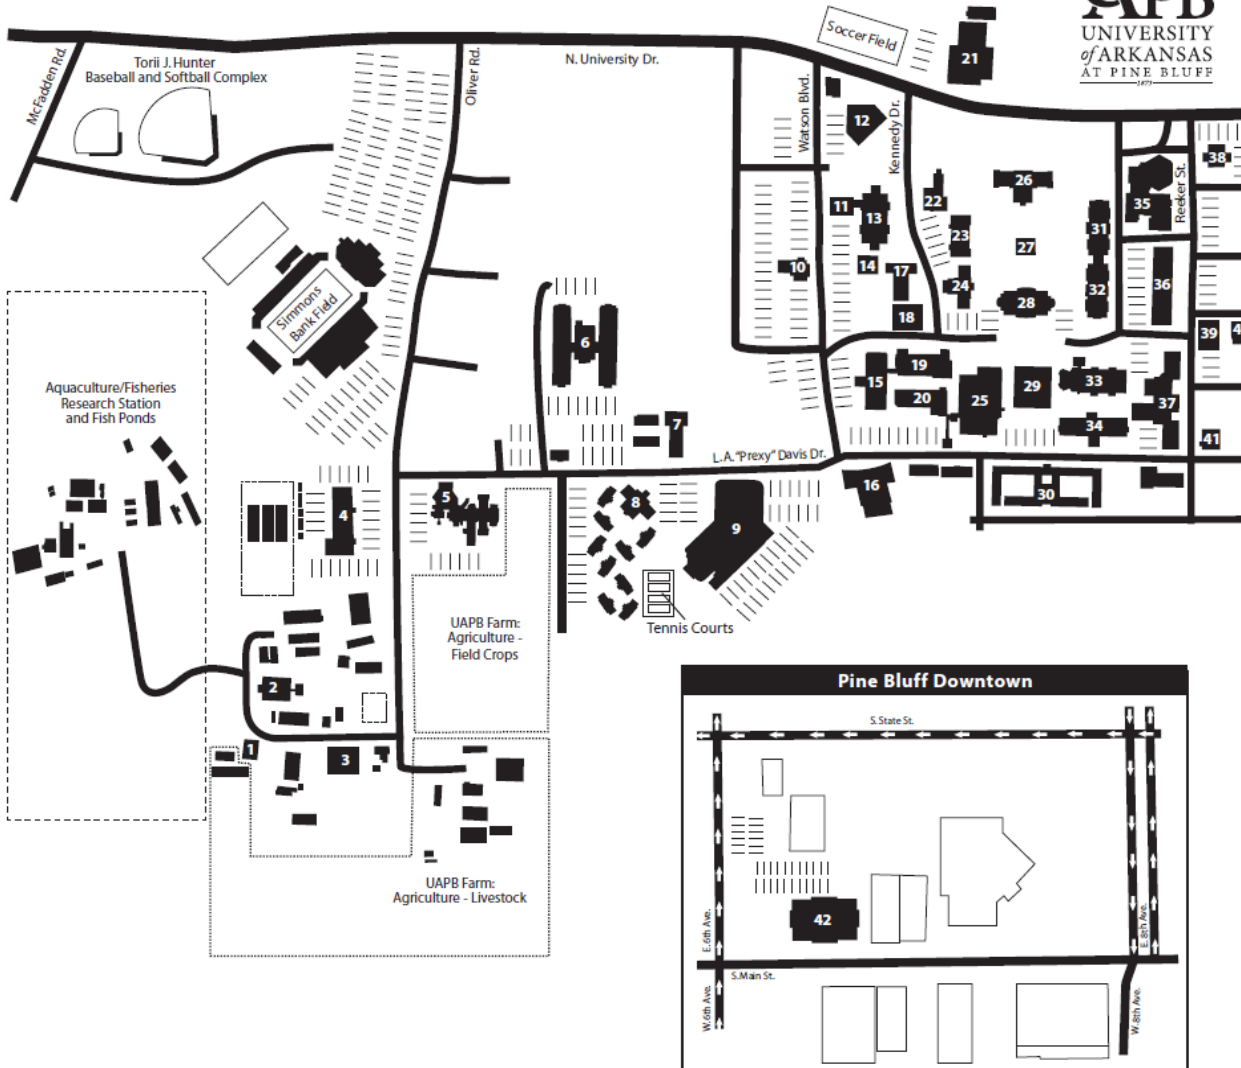 APB
UNIVERSITY
of ARKANSAS
AT PINE BLUFF
1873
Soccer Field
21
McFadden Rd.
Torii J. Hunter
Baseball and Softball Complex
Oliver Rd.
N. University Dr.
Watson Blvd.
12
Kennedy Dr.
38
Reeker St.
26
35
22
11
13
31
23
27
10
14
17
24
32
36
28
18
39
4
Simmons
Bank Field
6
19
15
20
25
29
33
37
34
41
7
L.A. "Prexy" Davis Dr.
Aquaculture/Fisheries
Research Station
and Fish Ponds
5
4
8
9
16
30
Tennis Courts
UAPB Farm:
Agriculture -
Field Crops
2
1
3
UAPB Farm:
Agriculture - Livestock
Pine Bluff Downtown
S. State St.
42
E. 6th Ave.
E. 8th Ave.
S. Main St.
W. 6th Ave.
W. 8th Ave.